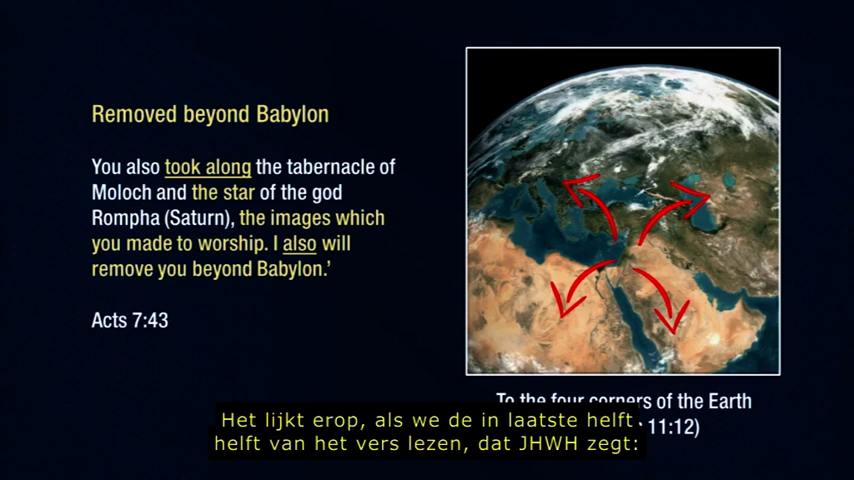 Removed beyond Babylon
You also took along the tabernacle of
Moloch and the star of the god
Rompha (Saturn), the images which
you made to worship. I also will
remove you beyond Babylon.’
Acts 7:43
To the four corners of the Earth
11:12)
Het lijkt erop, als we de in laatste helft
helft van het vers lezen, dat JHWH zegt: